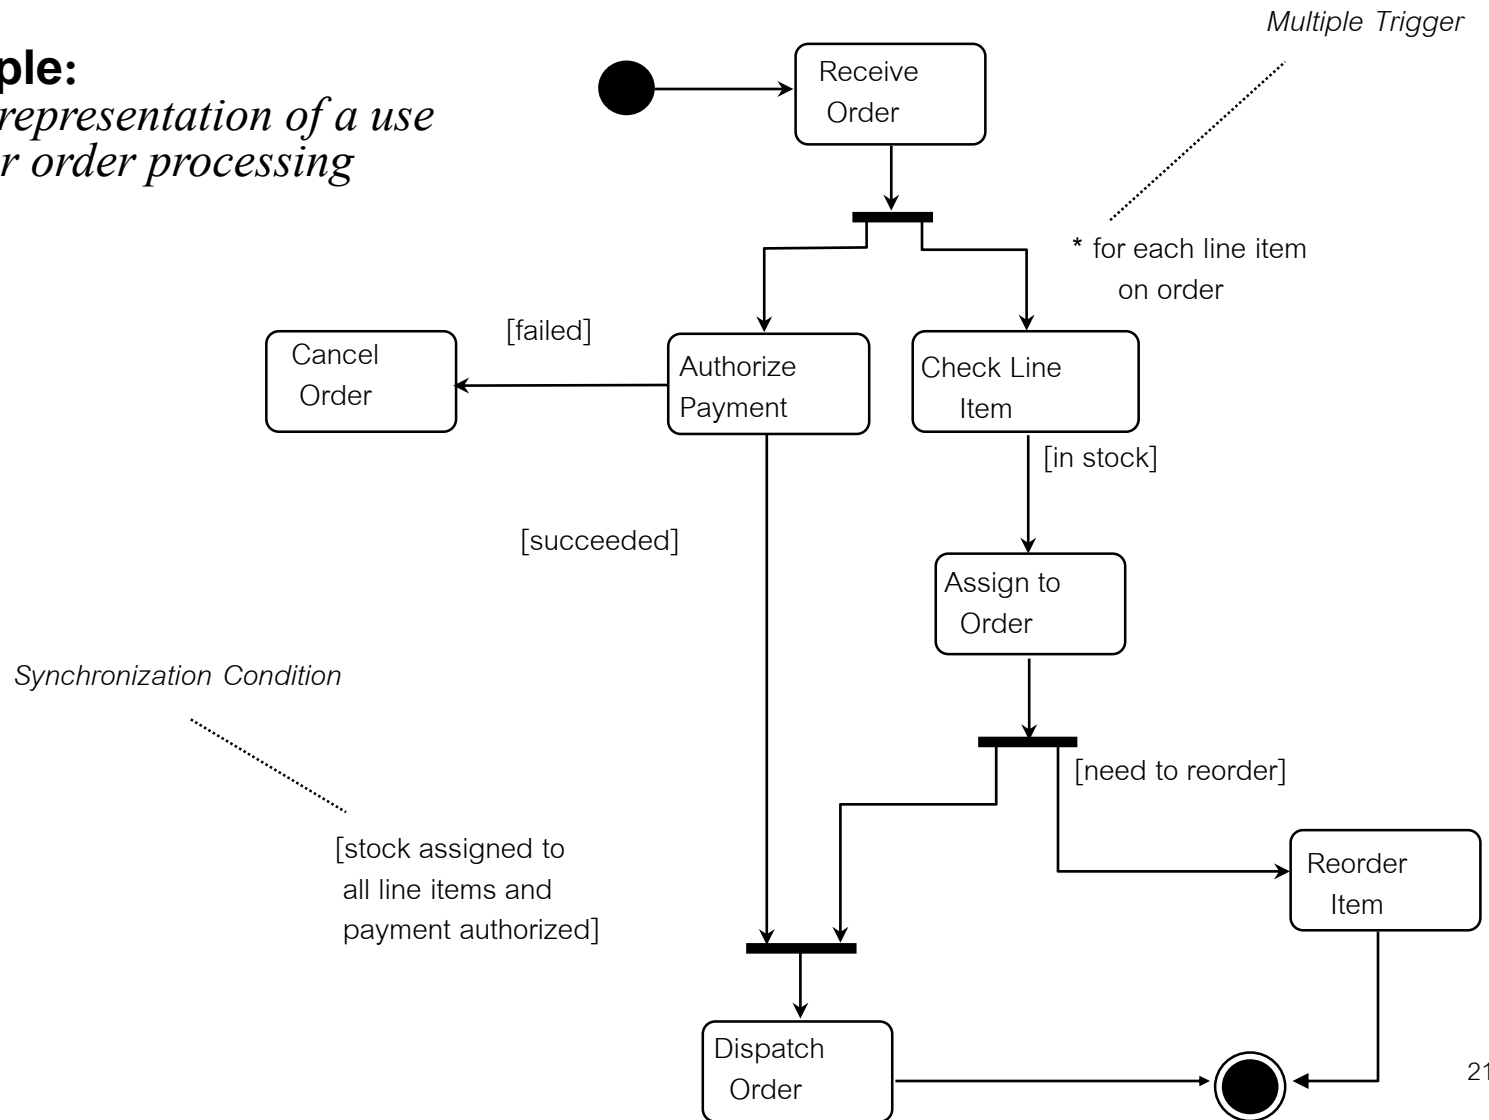 ple:
representation of a use
r order processing
Multiple Trigger
Receive
Order
* for each line item
on order
[failed]
Cancel
Order
Authorize
Payment
Check Line
Item
[in stock]
[succeeded]
Assign to
Order
Synchronization Condition
[need to reorder]
[stock assigned to
all line items and
payment authorized]
Reorder
Item
Dispatch
Order
21